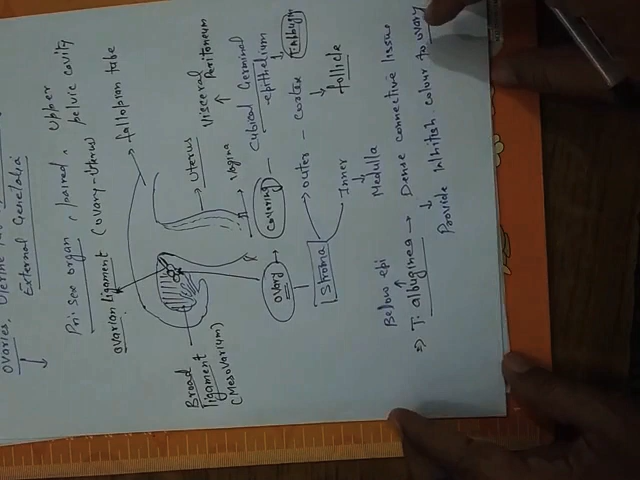 ovaries, Uterine
External Genetalia
↓
Pri sex organ, paired, Upper pelvic cavity
ovarian ligament (ovary-uterus)
→ fallopian tube
Broad ligament (Mesovarium)
→ Uterus
→ Vagina
Visceral Peritoneum
↑
ovary → covering — Cubical Germinal epithelium
↓
Stroma → outer - cortex
↓
follicle
Inner
↓
Medulla
Below epi
↑
⇒ T. albuginea → Dense connective tissue
↓
Provide whitish colour to ovary